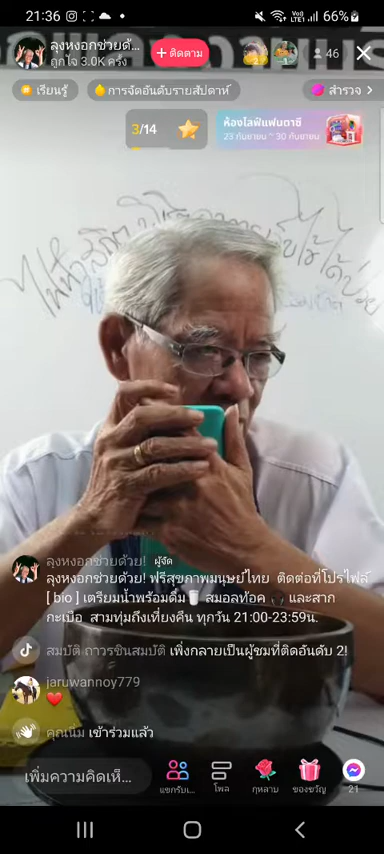 21:36
Vo))
LTE1
66%
ลุงหงอกช่วยด้...
ถูกใจ 3.0K ครั้ง
+ ติดตาม
46
เรียนรู้
การจัดอันดับรายสัปดาห์
สำรวจ
3/14
ห้องไลฟ์แฟนตาซี
23 กันยายน ~ 30 กันยายน
ลุงหงอกช่วยด้วย! ผู้จัด
ลุงหงอกช่วยด้วย! ฟรีสุขภาพมนุษย์ไทย ติดต่อที่โปรไฟล์
[ bio ] เตรียมน้ำพร้อมดื่ม🥛 สมอลท้อค 🎧 และสาก
กะเบือ สามทุ่มถึงเที่ยงคืน ทุกวัน 21:00-23:59น.
สมบัติ ถาวรชินสมบัติ เพิ่งกลายเป็นผู้ชมที่ติดอันดับ 2!
jaruwannoy779
❤️
คุณนิ่ม เข้าร่วมแล้ว
เพิ่มความคิดเห็...
แขกรับเ...
โพล
กุหลาบ
ของขวัญ
21